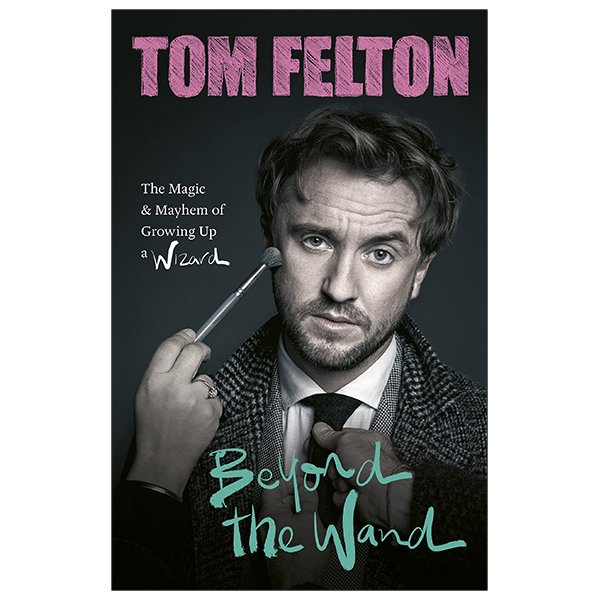 TOM FELTON
The Magic
& Mayhem of
Growing Up
a Wizard
Beyond
the Wand